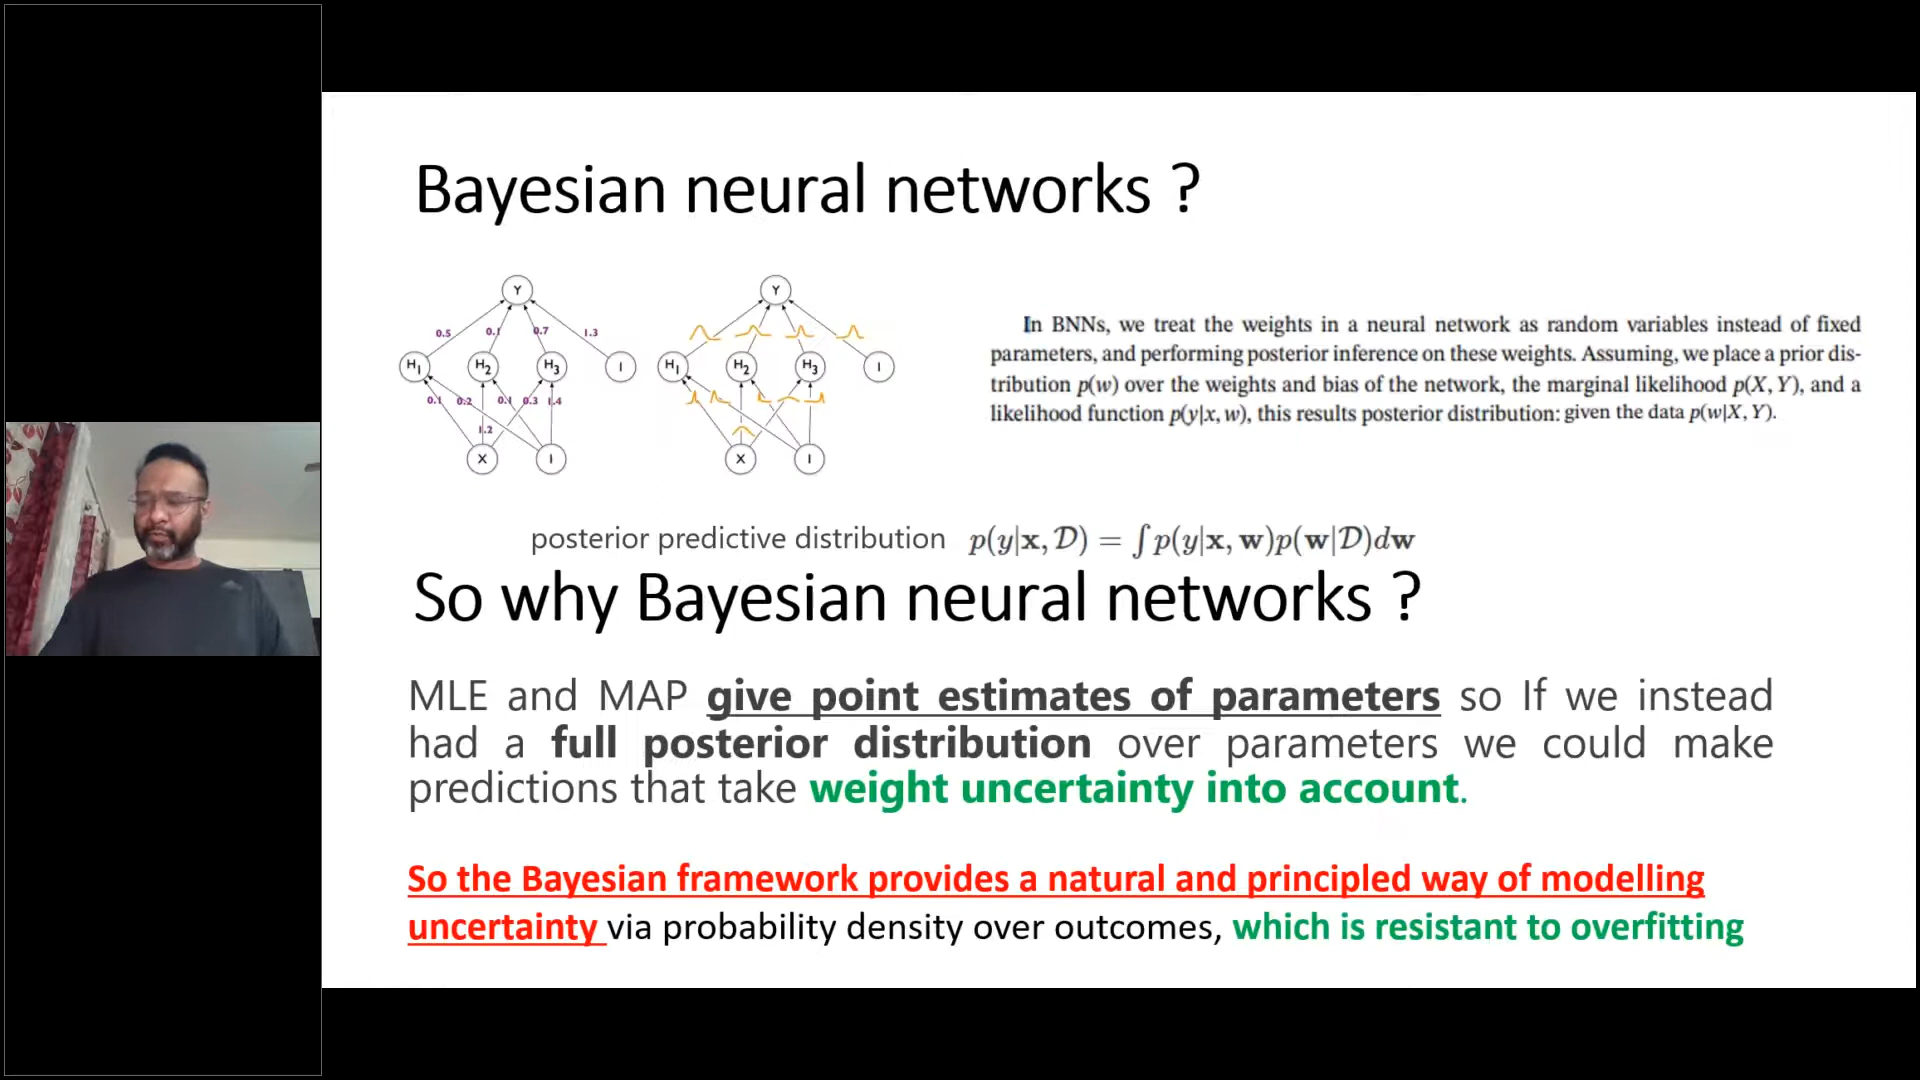 Bayesian neural networks ?
Y Y
0.5 0.1 0.7 1.3
H1 H2 H3 I H1 H2 H3 I
0.1 0.2 0.1 0.3 1.4
1.2
X I X I
In BNNs, we treat the weights in a neural network as random variables instead of fixed
parameters, and performing posterior inference on these weights. Assuming, we place a prior dis-
tribution p(w) over the weights and bias of the network, the marginal likelihood p(X, Y), and a
likelihood function p(y|x, w), this results posterior distribution: given the data p(w|X, Y).
posterior predictive distribution p(y|x, D) = ∫ p(y|x, w)p(w|D)dw
So why Bayesian neural networks ?
MLE and MAP give point estimates of parameters so If we instead
had a full posterior distribution over parameters we could make
predictions that take weight uncertainty into account.
So the Bayesian framework provides a natural and principled way of modelling
uncertainty via probability density over outcomes, which is resistant to overfitting